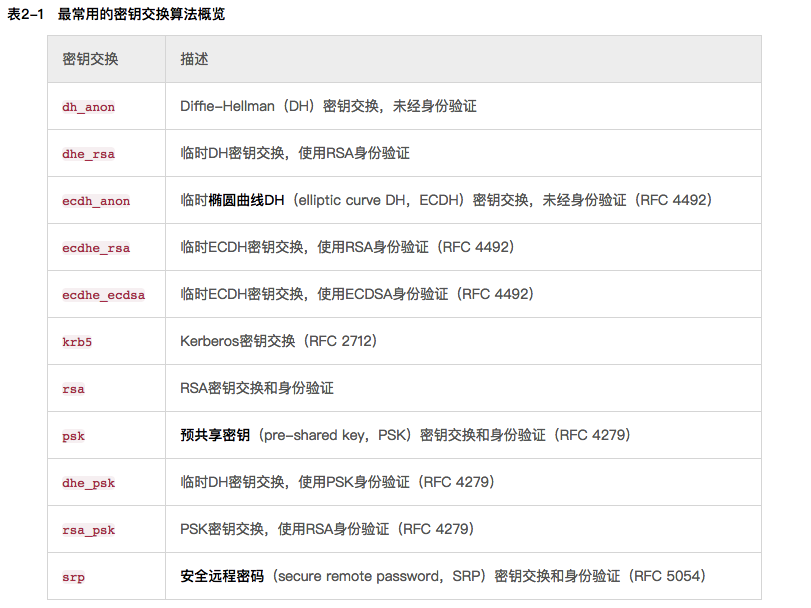 表2-1 最常用的密钥交换算法概览
密钥交换 描述
dh_anon Diffie-Hellman（DH）密钥交换，未经身份验证
dhe_rsa 临时DH密钥交换，使用RSA身份验证
ecdh_anon 临时椭圆曲线DH（elliptic curve DH，ECDH）密钥交换，未经身份验证（RFC 4492）
ecdhe_rsa 临时ECDH密钥交换，使用RSA身份验证（RFC 4492）
ecdhe_ecdsa 临时ECDH密钥交换，使用ECDSA身份验证（RFC 4492）
krb5 Kerberos密钥交换（RFC 2712）
rsa RSA密钥交换和身份验证
psk 预共享密钥（pre-shared key，PSK）密钥交换和身份验证（RFC 4279）
dhe_psk 临时DH密钥交换，使用PSK身份验证（RFC 4279）
rsa_psk PSK密钥交换，使用RSA身份验证（RFC 4279）
srp 安全远程密码（secure remote password，SRP）密钥交换和身份验证（RFC 5054）